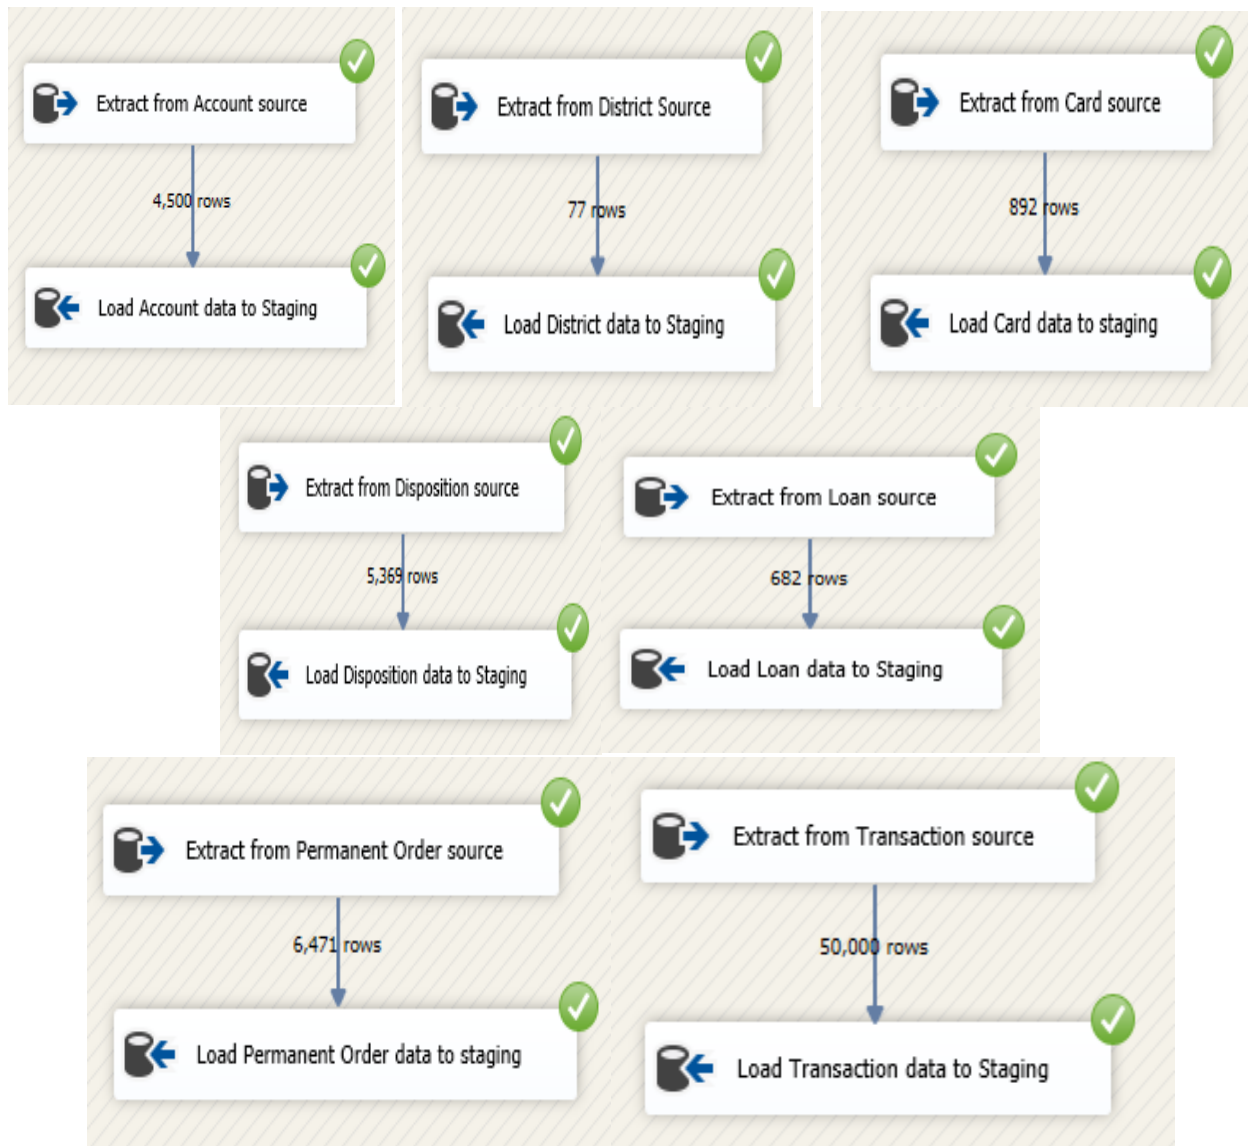 Extract from Account source
4,500 rows
Load Account data to Staging
Extract from District Source
77 rows
Load District data to Staging
Extract from Card source
892 rows
Load Card data to staging
Extract from Disposition source
5,369 rows
Load Disposition data to Staging
Extract from Loan source
682 rows
Load Loan data to Staging
Extract from Permanent Order source
6,471 rows
Load Permanent Order data to staging
Extract from Transaction source
50,000 rows
Load Transaction data to Staging